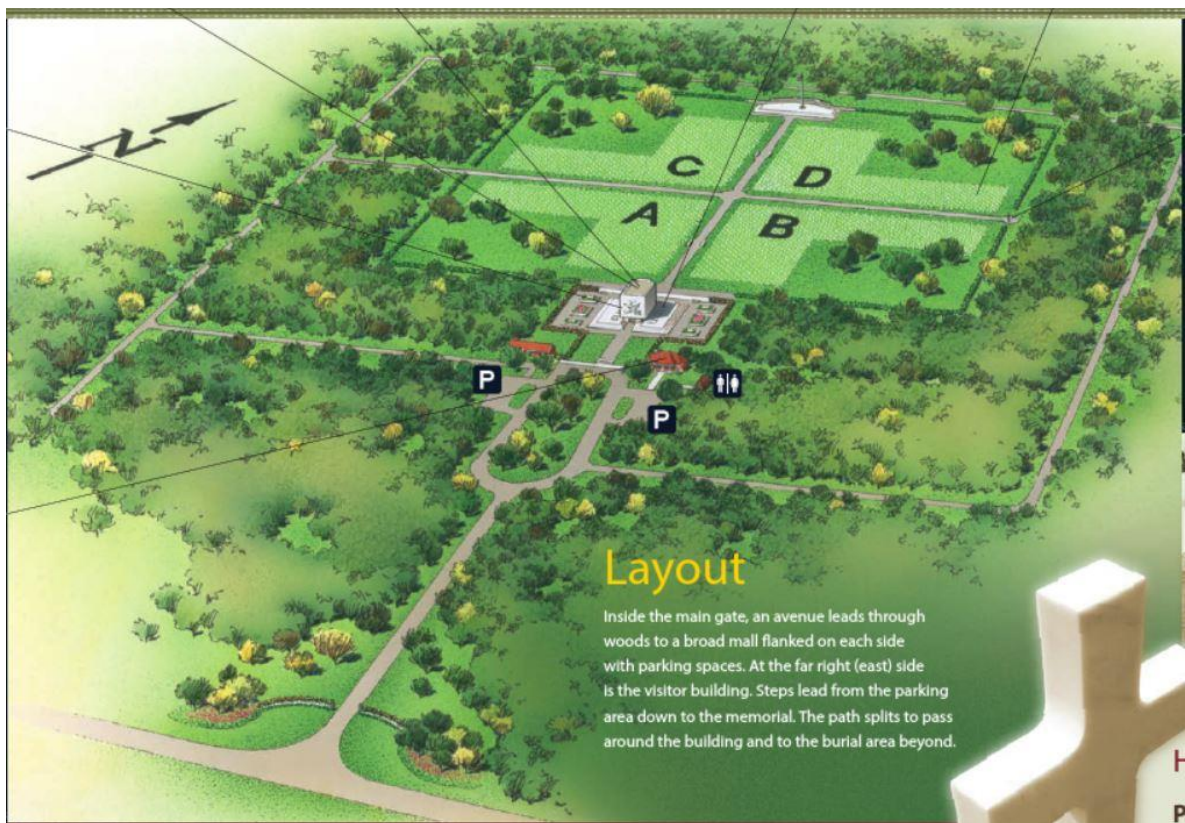 N
C
D
A
B
P
P
Layout
Inside the main gate, an avenue leads through
woods to a broad mall flanked on each side
with parking spaces. At the far right (east) side
is the visitor building. Steps lead from the parking
area down to the memorial. The path splits to pass
around the building and to the burial area beyond.
H
P